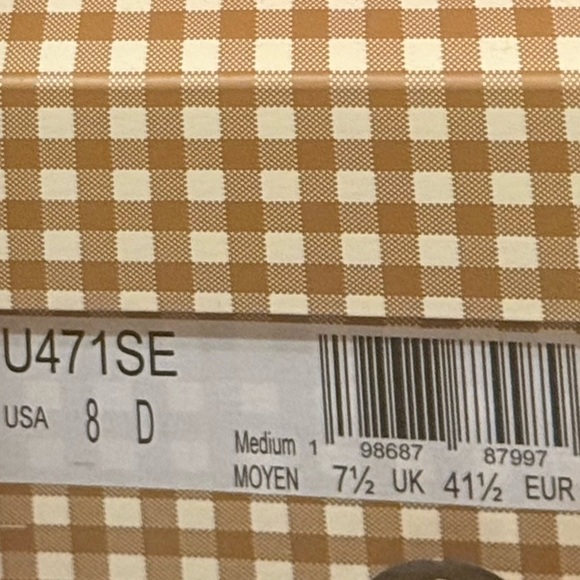 U471SE
USA 8 D
Medium 1 98687 87997
MOYEN 7½ UK 41½ EUR